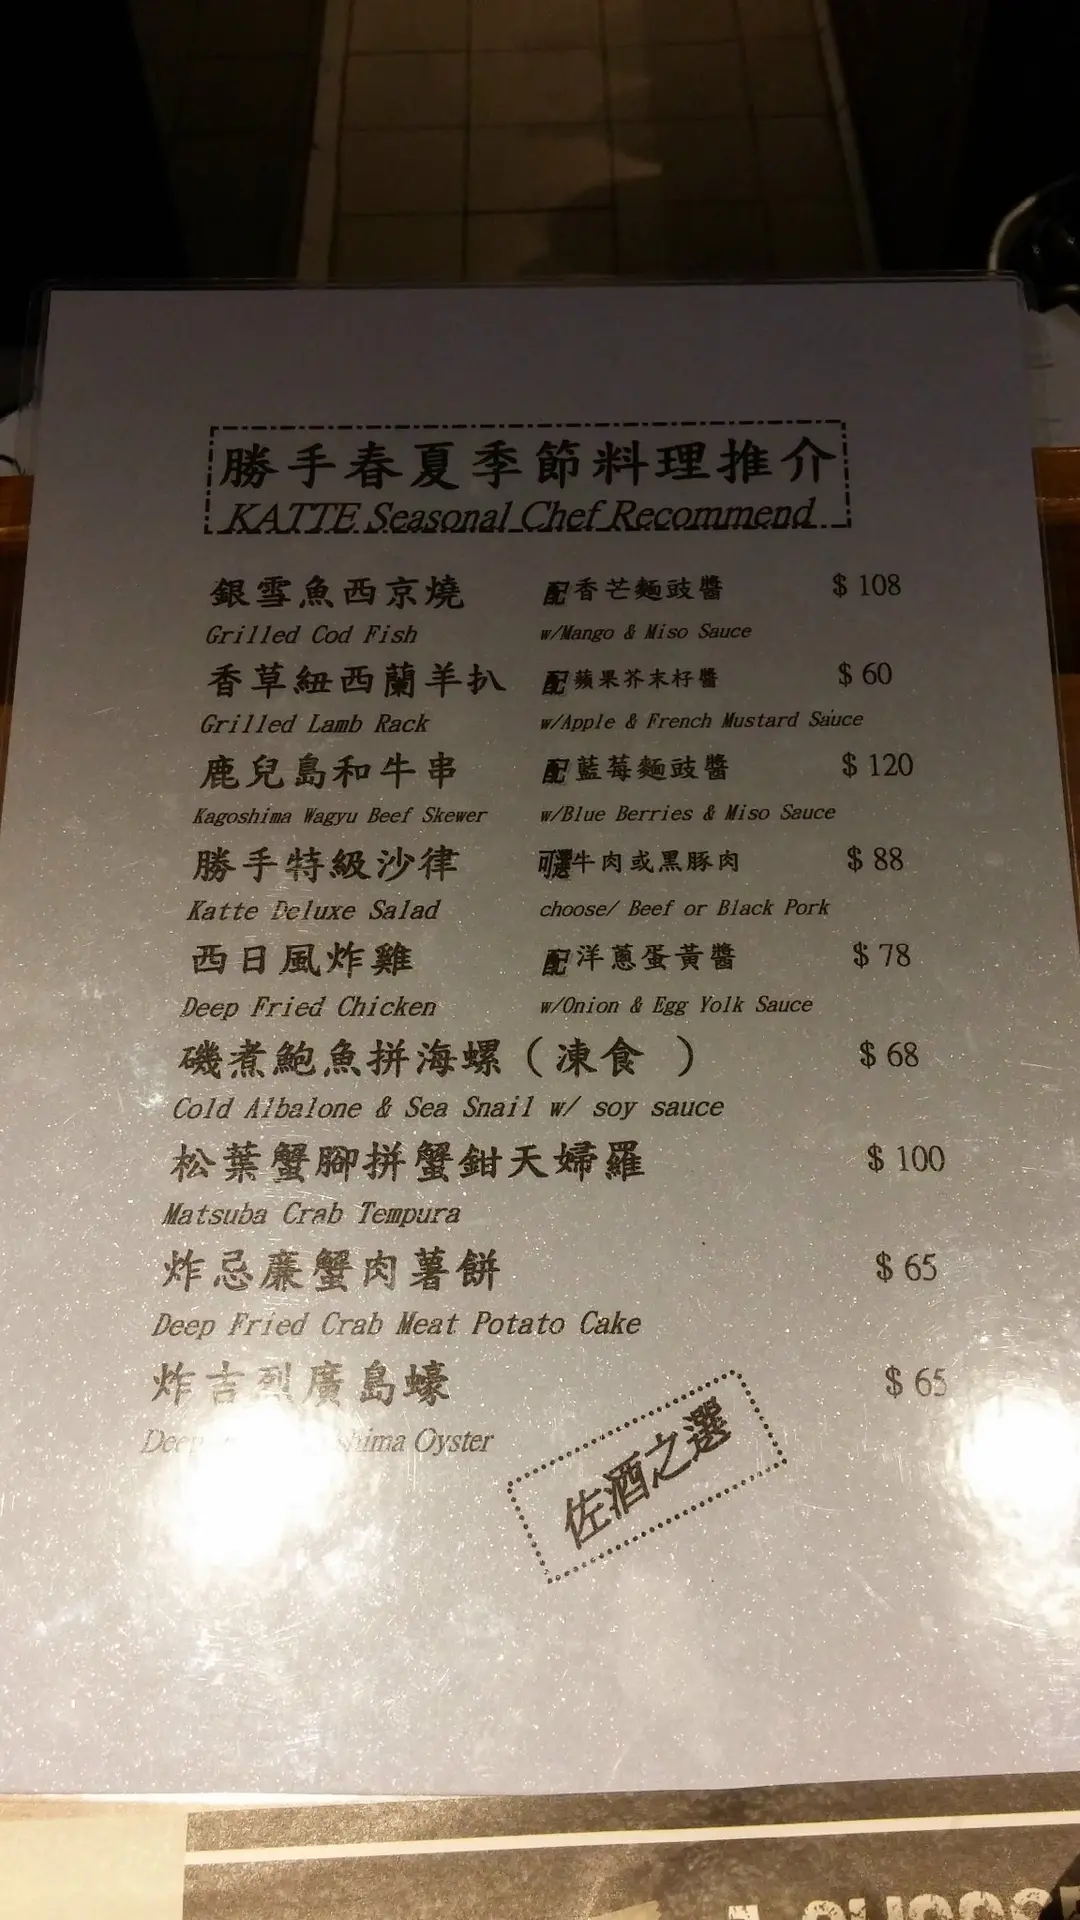 勝手春夏季節料理推介
KATTE Seasonal Chef Recommend
銀雪魚西京燒 配香芒麵豉醬 $ 108
Grilled Cod Fish w/Mango & Miso Sauce
香草紐西蘭羊扒 配蘋果芥末籽醬 $ 60
Grilled Lamb Rack w/Apple & French Mustard Sauce
鹿兒島和牛串 配藍莓麵豉醬 $ 120
Kagoshima Wagyu Beef Skewer w/Blue Berries & Miso Sauce
勝手特級沙律 可選牛肉或黑豚肉 $ 88
Katte Deluxe Salad choose/ Beef or Black Pork
西日風炸雞 配洋蔥蛋黃醬 $ 78
Deep Fried Chicken w/Onion & Egg Yolk Sauce
磯煮鮑魚拼海螺（凍食 ） $ 68
Cold Albalone & Sea Snail w/ soy sauce
松葉蟹腳拼蟹鉗天婦羅 $ 100
Matsuba Crab Tempura
炸忌廉蟹肉薯餅 $ 65
Deep Fried Crab Meat Potato Cake
炸吉烈廣島蠔 $ 65
Deep Oyster
佐酒之選